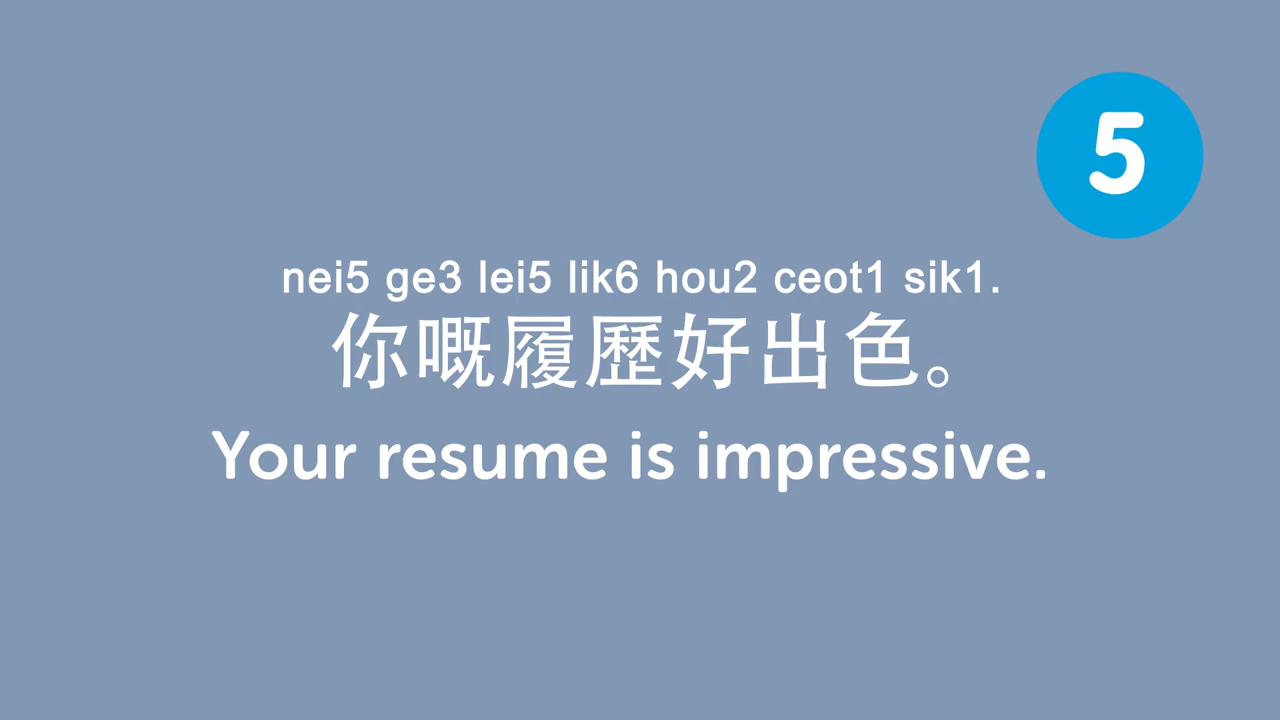 5
nei5 ge3 lei5 lik6 hou2 ceot1 sik1.
你嘅履歷好出色。
Your resume is impressive.